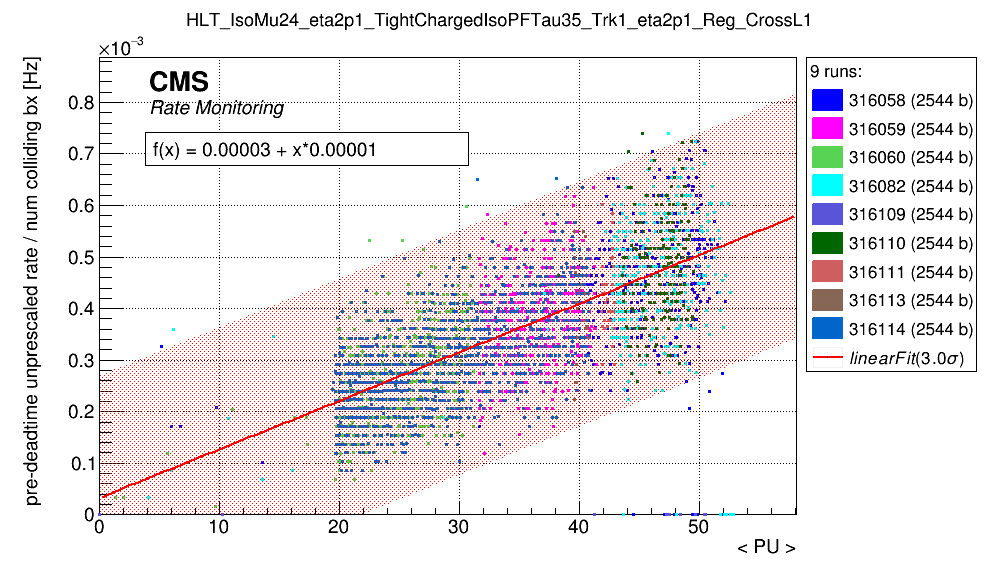 HLT_IsoMu24_eta2p1_TightChargedIsoPFTau35_Trk1_eta2p1_Reg_CrossL1
×10⁻³
pre-deadtime unprescaled rate / num colliding bx [Hz]
CMS
Rate Monitoring
f(x) = 0.00003 + x*0.00001
0.8
0.7
0.6
0.5
0.4
0.3
0.2
0.1
0
0 10 20 30 40 50
< PU >
9 runs:
316058 (2544 b)
316059 (2544 b)
316060 (2544 b)
316082 (2544 b)
316109 (2544 b)
316110 (2544 b)
316111 (2544 b)
316113 (2544 b)
316114 (2544 b)
linearFit(3.0σ)